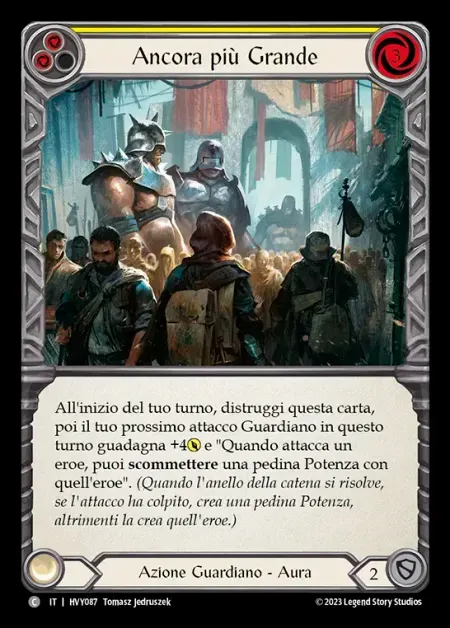 Ancora più Grande
3
All'inizio del tuo turno, distruggi questa carta,
poi il tuo prossimo attacco Guardiano in questo
turno guadagna +4 e "Quando attacca un
eroe, puoi scommettere una pedina Potenza con
quell'eroe". (Quando l'anello della catena si risolve,
se l'attacco ha colpito, crea una pedina Potenza,
altrimenti la crea quell'eroe.)
Azione Guardiano - Aura
2
C IT | HVY087 Tomasz Jedruszek
© 2023 Legend Story Studios